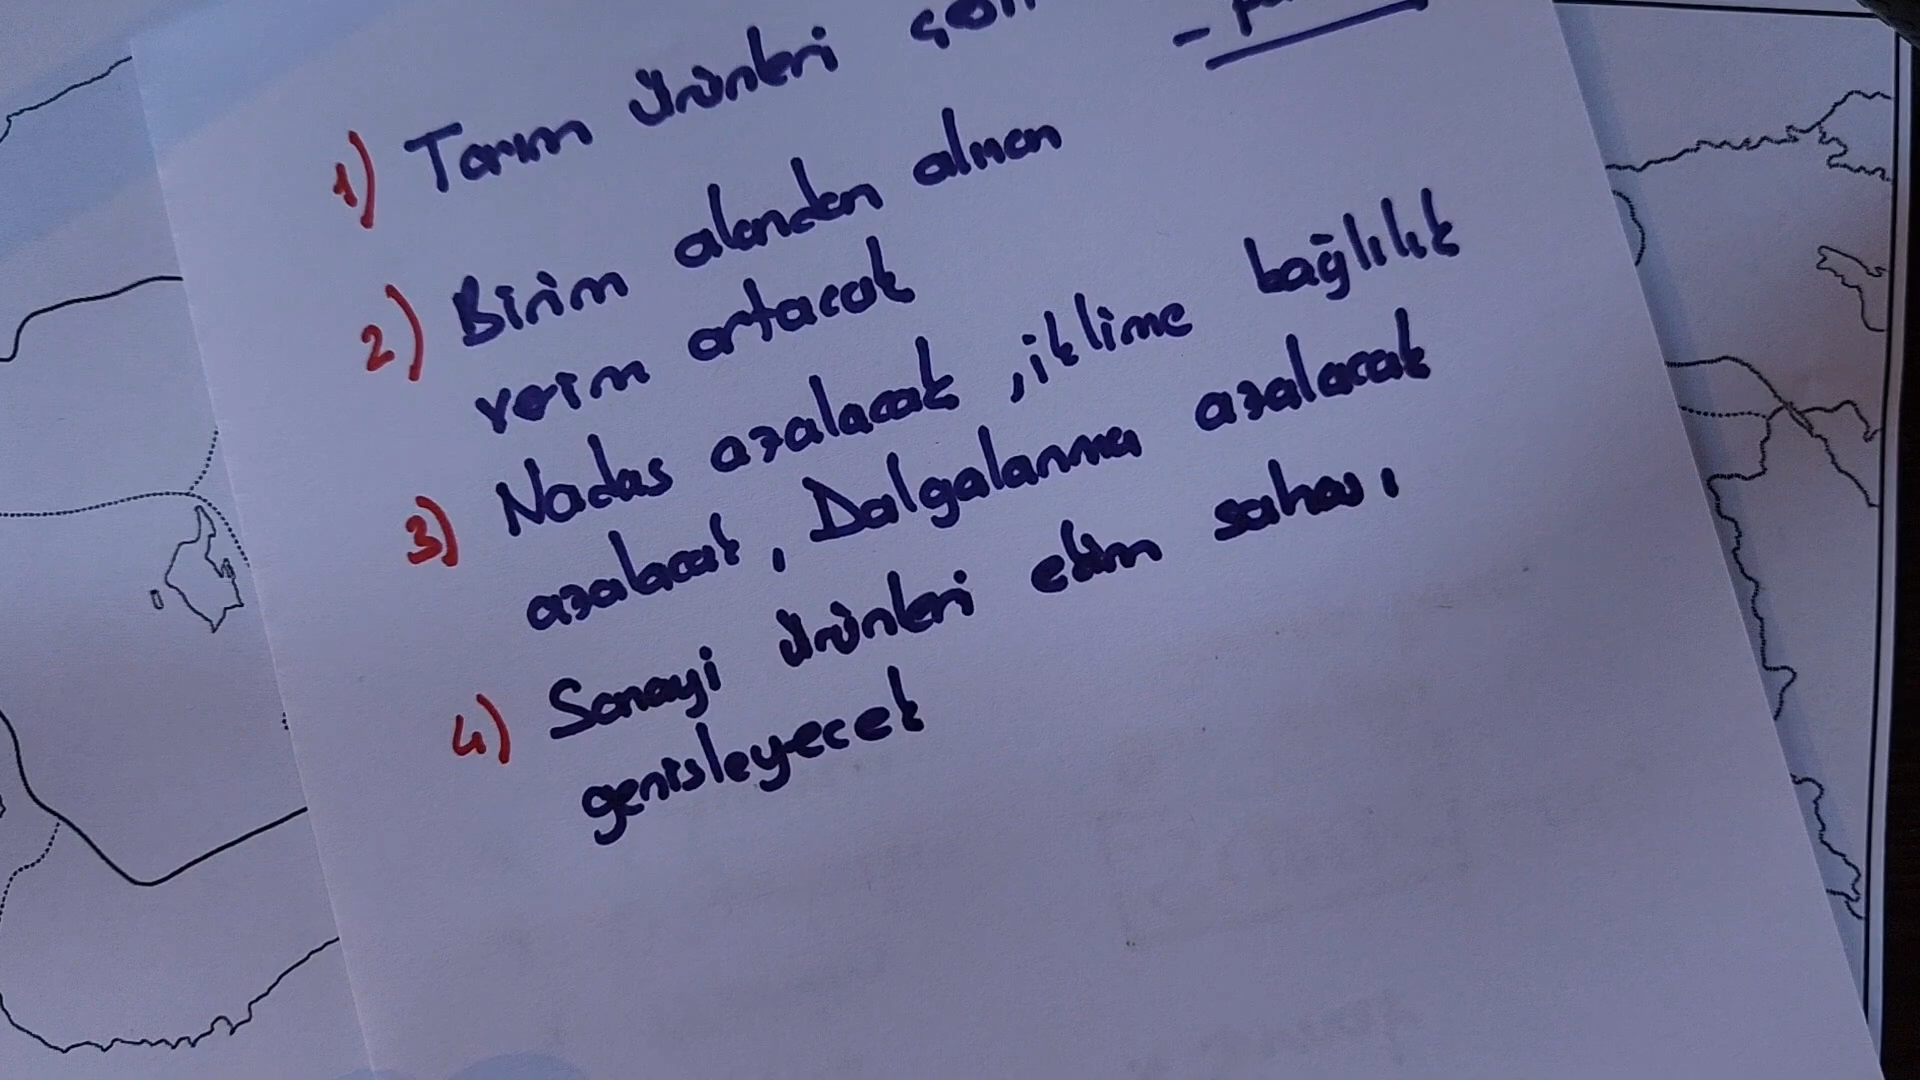 1) Tarım ürünleri
2) Birim alandan alınan
verim artacak
3) Nadas azalacak, iklime bağlılık
azalacak, Dalgalanma azalacak
4) Sanayi ürünleri ekim sahası
genişleyecek